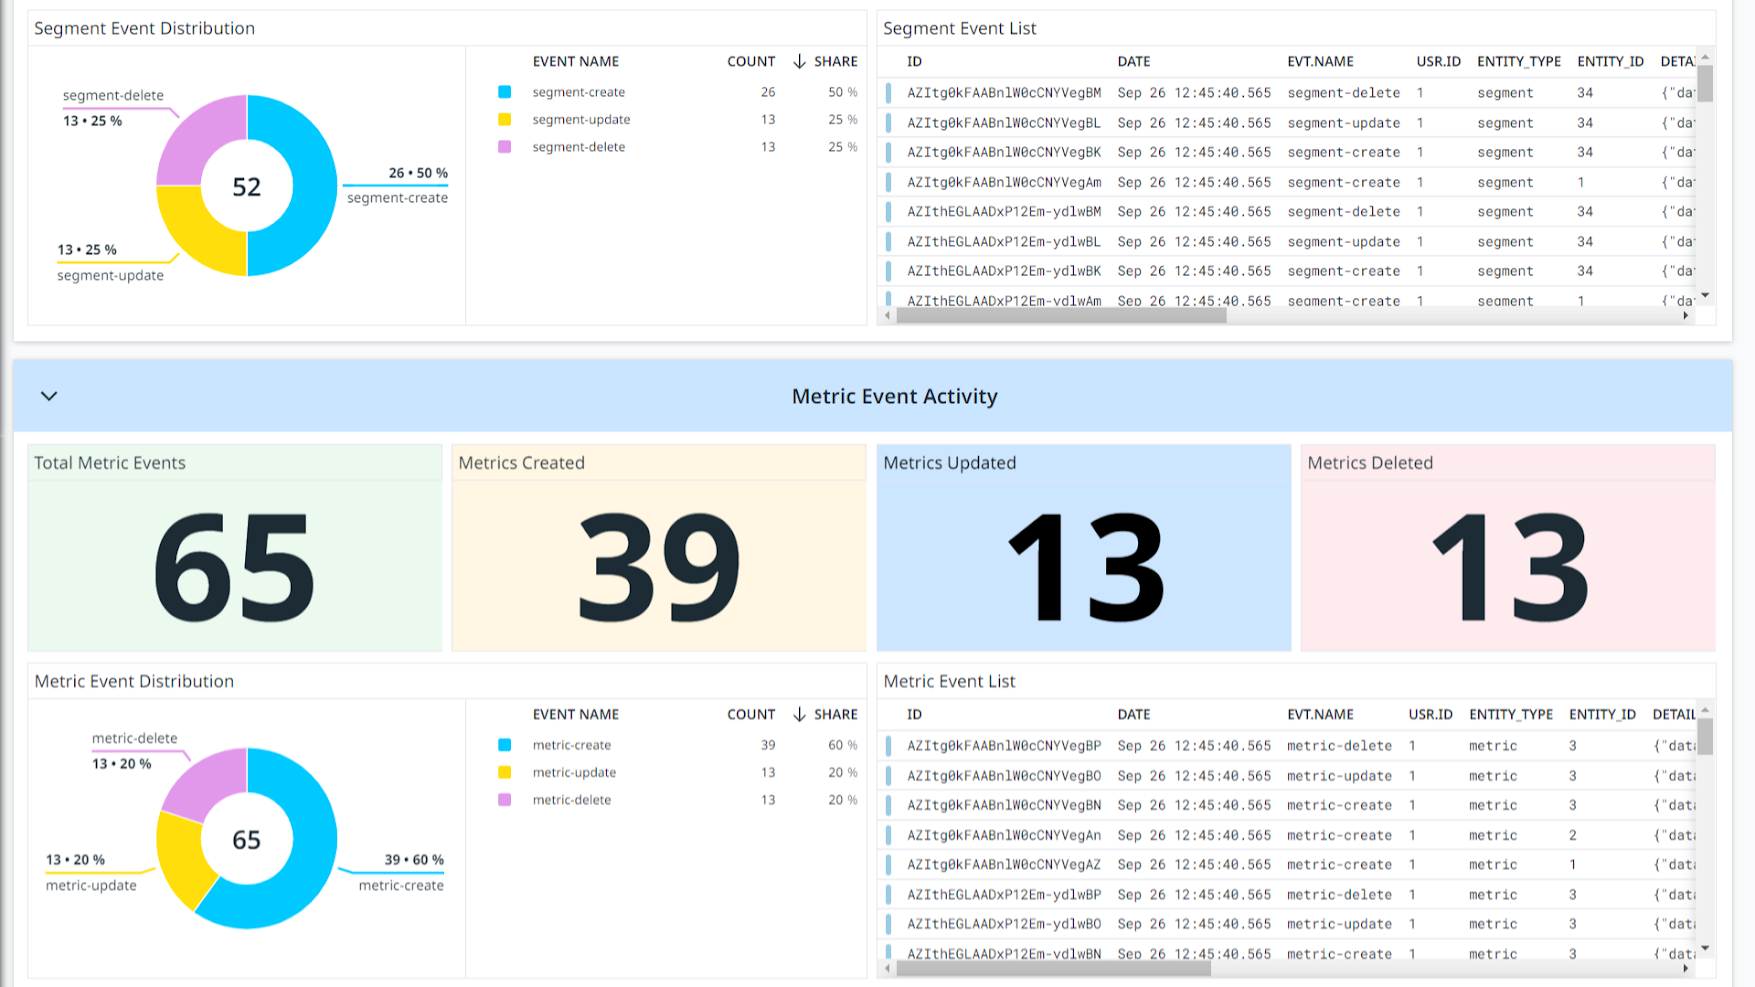 Segment Event Distribution
segment-delete
13 • 25 %
26 • 50 %
segment-create
52
13 • 25 %
segment-update
EVENT NAME COUNT ↓ SHARE
segment-create 26 50 %
segment-update 13 25 %
segment-delete 13 25 %
Segment Event List
ID DATE EVT.NAME USR.ID ENTITY_TYPE ENTITY_ID DETAI
AZItg0kFAABnlW0cCNYVegBM Sep 26 12:45:40.565 segment-delete 1 segment 34 {"da
AZItg0kFAABnlW0cCNYVegBL Sep 26 12:45:40.565 segment-update 1 segment 34 {"da
AZItg0kFAABnlW0cCNYVegBK Sep 26 12:45:40.565 segment-create 1 segment 34 {"da
AZItg0kFAABnlW0cCNYVegAm Sep 26 12:45:40.565 segment-create 1 segment 1 {"da
AZIthEGLAADxP12Em-ydlwBM Sep 26 12:45:40.565 segment-delete 1 segment 34 {"da
AZIthEGLAADxP12Em-ydlwBL Sep 26 12:45:40.565 segment-update 1 segment 34 {"da
AZIthEGLAADxP12Em-ydlwBK Sep 26 12:45:40.565 segment-create 1 segment 34 {"da
AZIthEGLAADxP12Em-ydlwAm Sep 26 12:45:40.565 segment-create 1 segment 1 {"da
Metric Event Activity
Total Metric Events
65
Metrics Created
39
Metrics Updated
13
Metrics Deleted
13
Metric Event Distribution
metric-delete
13 • 20 %
65
13 • 20 %
metric-update
39 • 60 %
metric-create
EVENT NAME COUNT ↓ SHARE
metric-create 39 60 %
metric-update 13 20 %
metric-delete 13 20 %
Metric Event List
ID DATE EVT.NAME USR.ID ENTITY_TYPE ENTITY_ID DETAIL
AZItg0kFAABnlW0cCNYVegBP Sep 26 12:45:40.565 metric-delete 1 metric 3 {"data
AZItg0kFAABnlW0cCNYVegBO Sep 26 12:45:40.565 metric-update 1 metric 3 {"data
AZItg0kFAABnlW0cCNYVegBN Sep 26 12:45:40.565 metric-create 1 metric 3 {"data
AZItg0kFAABnlW0cCNYVegAn Sep 26 12:45:40.565 metric-create 1 metric 2 {"data
AZItg0kFAABnlW0cCNYVegAZ Sep 26 12:45:40.565 metric-create 1 metric 1 {"data
AZIthEGLAADxP12Em-ydlwBP Sep 26 12:45:40.565 metric-delete 1 metric 3 {"data
AZIthEGLAADxP12Em-ydlwBO Sep 26 12:45:40.565 metric-update 1 metric 3 {"data
AZIthEGLAADxP12Em-ydlwBN Sep 26 12:45:40.565 metric-create 1 metric 3 {"data